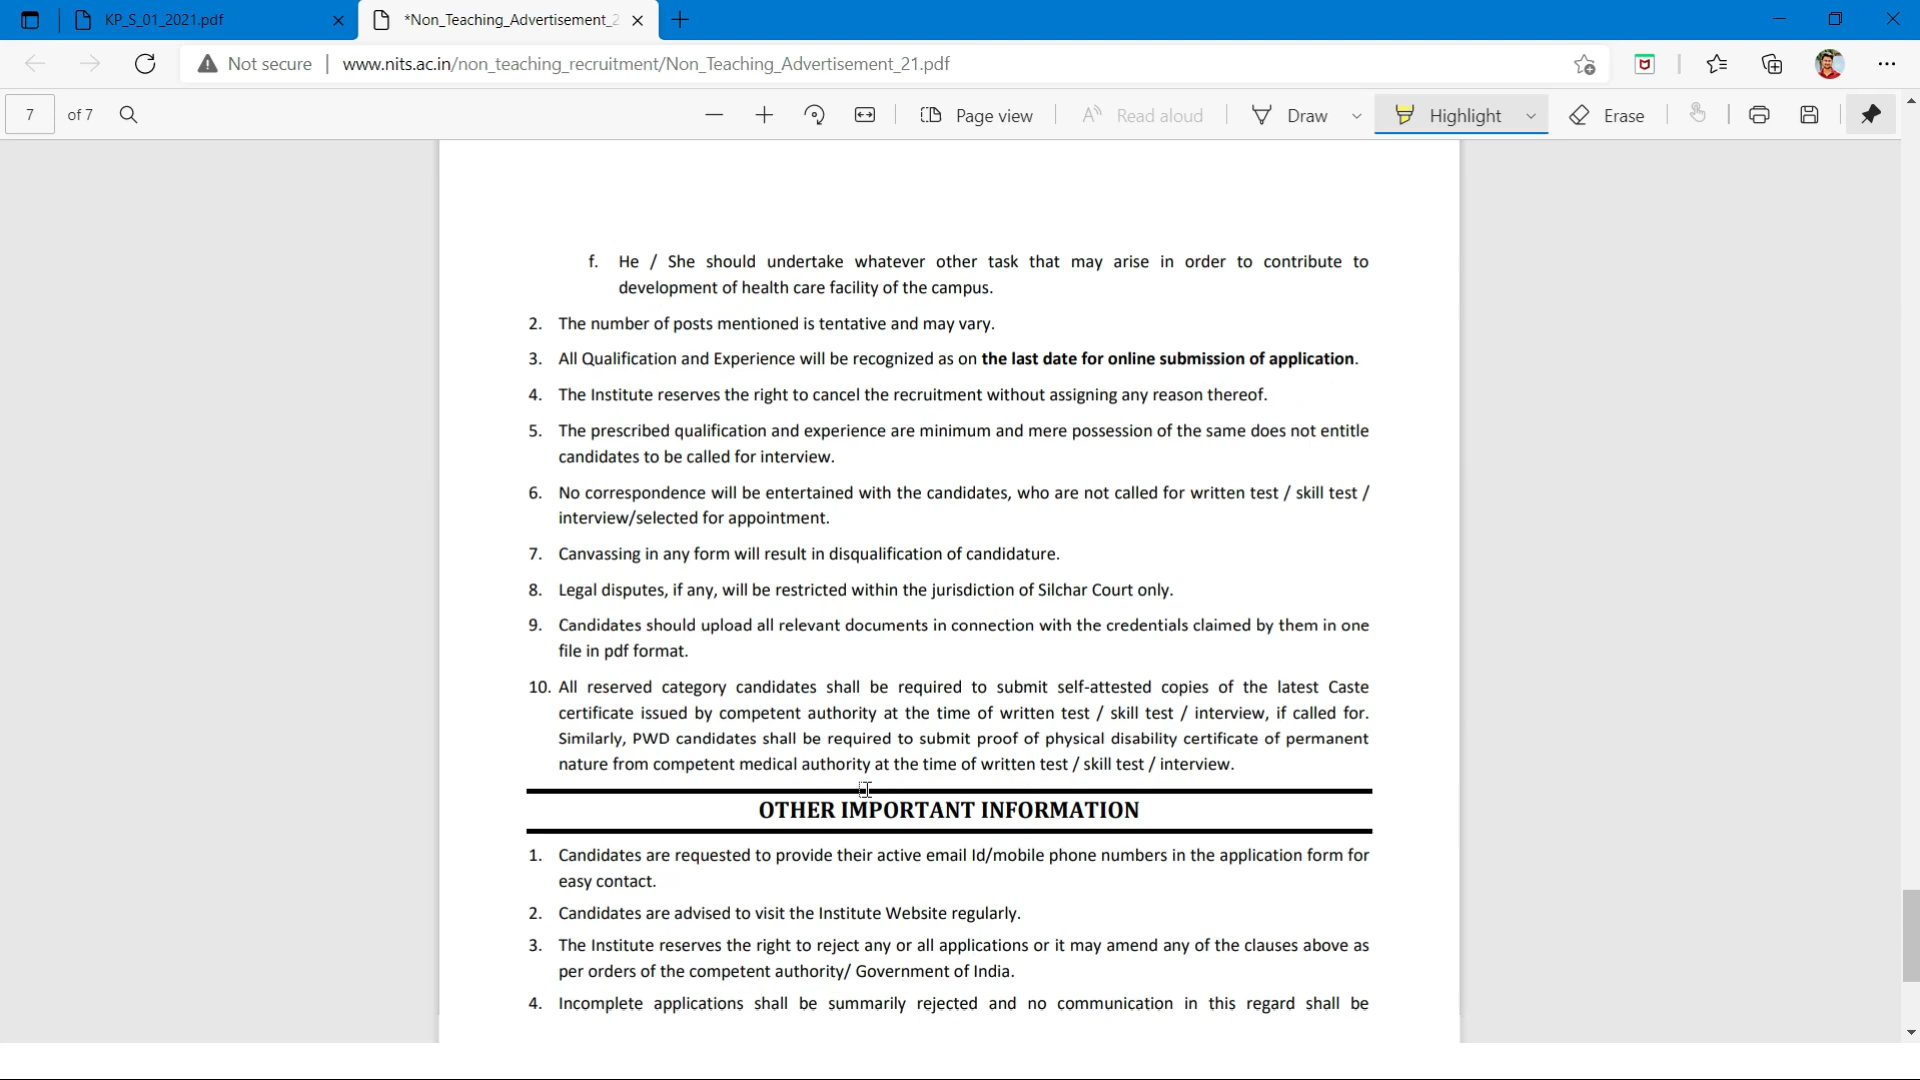 KP_S_01_2021.pdf
*Non_Teaching_Advertisement_2
Not secure
www.nits.ac.in/non_teaching_recruitment/Non_Teaching_Advertisement_21.pdf
7 of 7
Page view
Read aloud
Draw
Highlight
Erase
f. He / She should undertake whatever other task that may arise in order to contribute to
development of health care facility of the campus.
2. The number of posts mentioned is tentative and may vary.
3. All Qualification and Experience will be recognized as on the last date for online submission of application.
4. The Institute reserves the right to cancel the recruitment without assigning any reason thereof.
5. The prescribed qualification and experience are minimum and mere possession of the same does not entitle
candidates to be called for interview.
6. No correspondence will be entertained with the candidates, who are not called for written test / skill test /
interview/selected for appointment.
7. Canvassing in any form will result in disqualification of candidature.
8. Legal disputes, if any, will be restricted within the jurisdiction of Silchar Court only.
9. Candidates should upload all relevant documents in connection with the credentials claimed by them in one
file in pdf format.
10. All reserved category candidates shall be required to submit self-attested copies of the latest Caste
certificate issued by competent authority at the time of written test / skill test / interview, if called for.
Similarly, PWD candidates shall be required to submit proof of physical disability certificate of permanent
nature from competent medical authority at the time of written test / skill test / interview.
OTHER IMPORTANT INFORMATION
1. Candidates are requested to provide their active email Id/mobile phone numbers in the application form for
easy contact.
2. Candidates are advised to visit the Institute Website regularly.
3. The Institute reserves the right to reject any or all applications or it may amend any of the clauses above as
per orders of the competent authority/ Government of India.
4. Incomplete applications shall be summarily rejected and no communication in this regard shall be